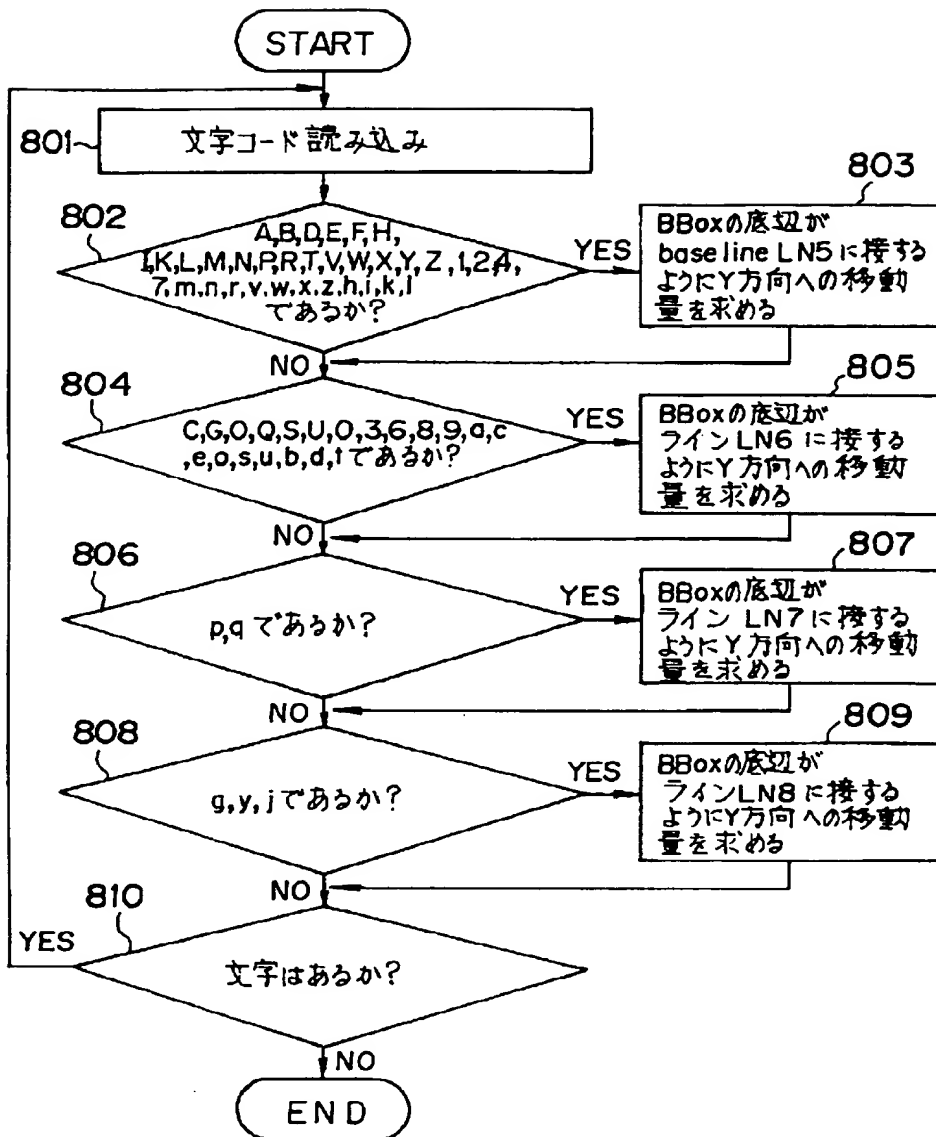 START
801
文字コード読み込み
802
A,B,D,E,F,H,
I,K,L,M,N,P,R,T,V,W,X,Y,Z,1,2,4,
7,m,n,r,v,w,x,z,h,i,k,l
であるか?
YES
803
BBoxの底辺が
baseline LN5に接する
ようにY方向への移動
量を求める
NO
804
C,G,O,Q,S,U,0,3,6,8,9,a,c
,e,o,s,u,b,d,tであるか?
YES
805
BBoxの底辺が
ラインLN6に接する
ようにY方向への移動
量を求める
NO
806
p,qであるか?
YES
807
BBoxの底辺が
ラインLN7に接する
ようにY方向への移動
量を求める
NO
808
g,y,jであるか?
YES
809
BBoxの底辺が
ラインLN8に接する
ようにY方向への移動
量を求める
NO
810
YES
文字はあるか?
NO
END